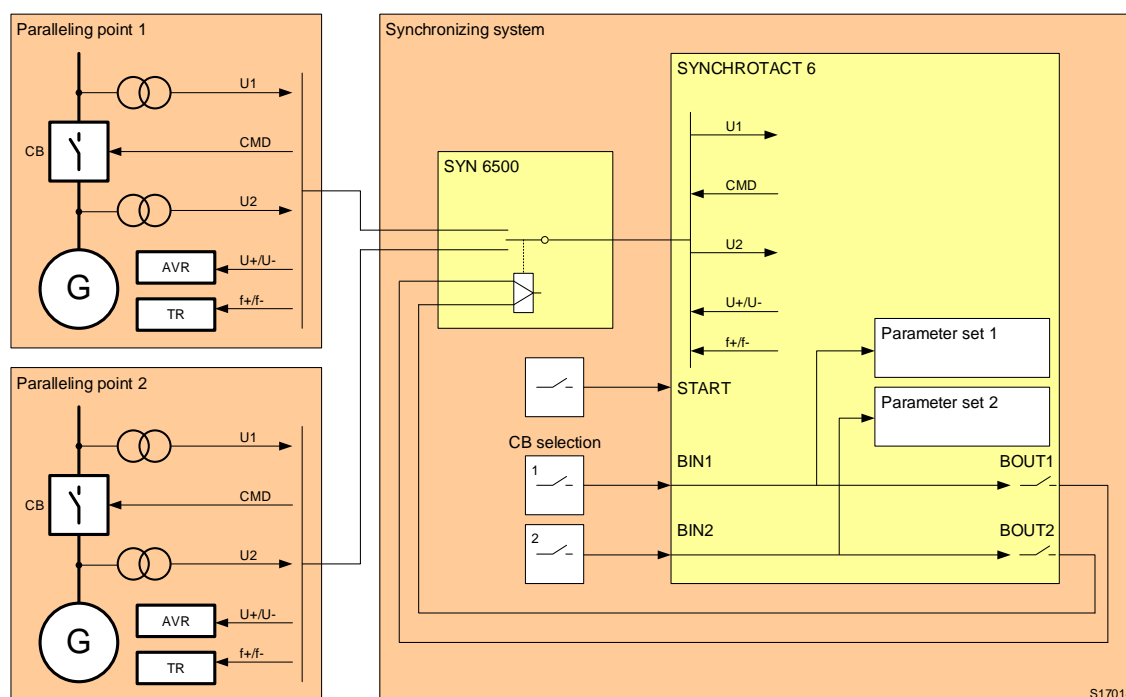 Paralleling point 1
U1
CB
CMD
U2
G
AVR
U+/U-
TR
f+/f-
Paralleling point 2
U1
CB
CMD
U2
G
AVR
U+/U-
TR
f+/f-
Synchronizing system
SYN 6500
SYNCHROTACT 6
U1
CMD
U2
U+/U-
f+/f-
START
Parameter set 1
Parameter set 2
CB selection
1
BIN1
BOUT1
2
BIN2
BOUT2
S1701